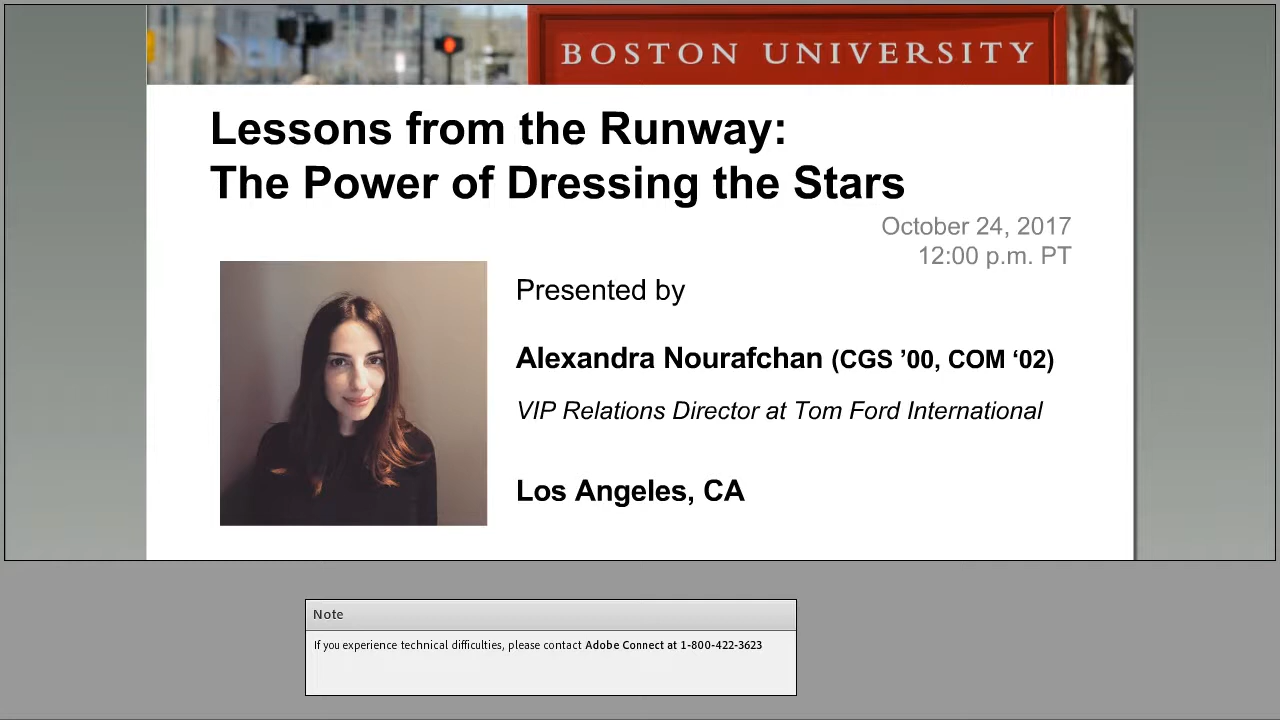 BOSTON UNIVERSITY
Lessons from the Runway:
The Power of Dressing the Stars
October 24, 2017
12:00 p.m. PT
Presented by
Alexandra Nourafchan (CGS ’00, COM ‘02)
VIP Relations Director at Tom Ford International
Los Angeles, CA
Note
If you experience technical difficulties, please contact Adobe Connect at 1-800-422-3623